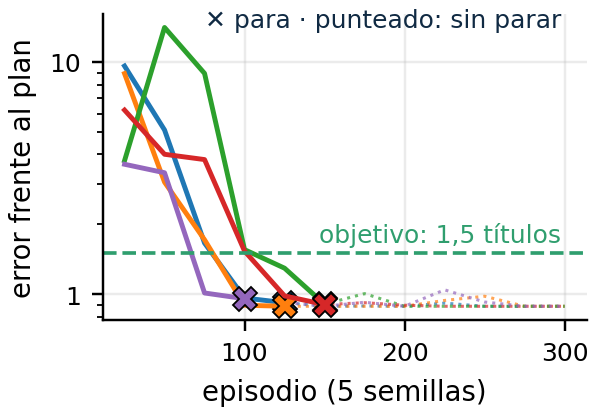 ✕ para · punteado: sin parar
10
objetivo: 1,5 títulos
1
error frente al plan
100
200
300
episodio (5 semillas)